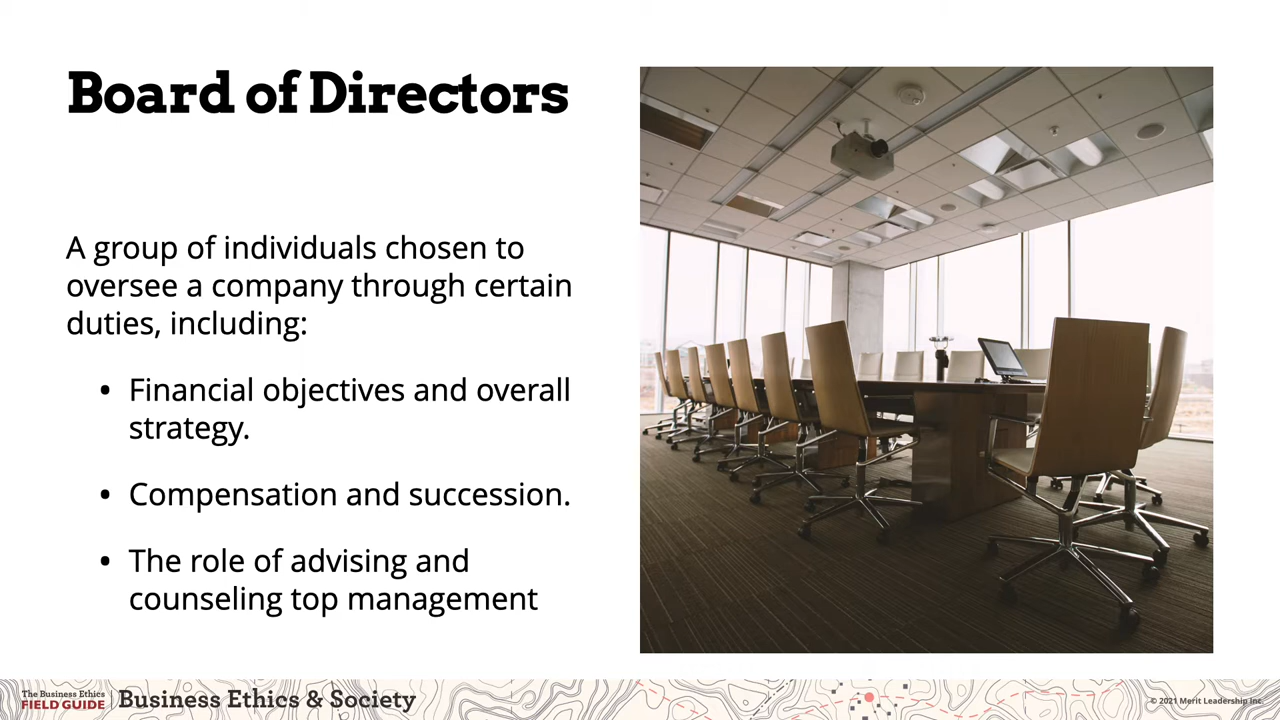 Board of Directors
A group of individuals chosen to
oversee a company through certain
duties, including:
• Financial objectives and overall
strategy.
• Compensation and succession.
• The role of advising and
counseling top management
The Business Ethics
FIELD GUIDE
Business Ethics & Society
© 2021 Merit Leadership Inc.